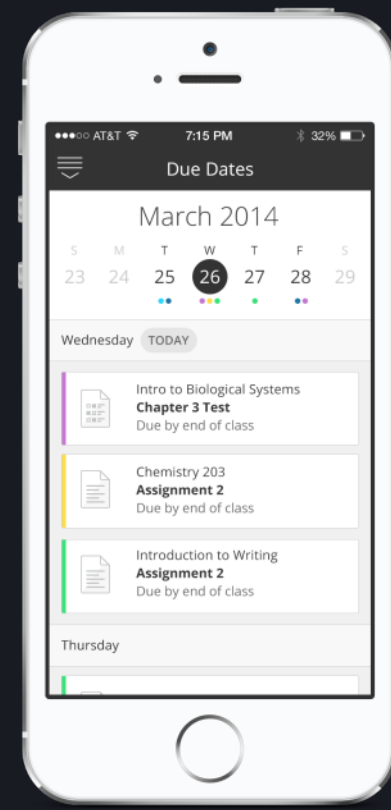 AT&T 7:15 PM 32%
Due Dates
March 2014
S M T W T F S
23 24 25 26 27 28 29
Wednesday TODAY
Intro to Biological Systems
Chapter 3 Test
Due by end of class
Chemistry 203
Assignment 2
Due by end of class
Introduction to Writing
Assignment 2
Due by end of class
Thursday